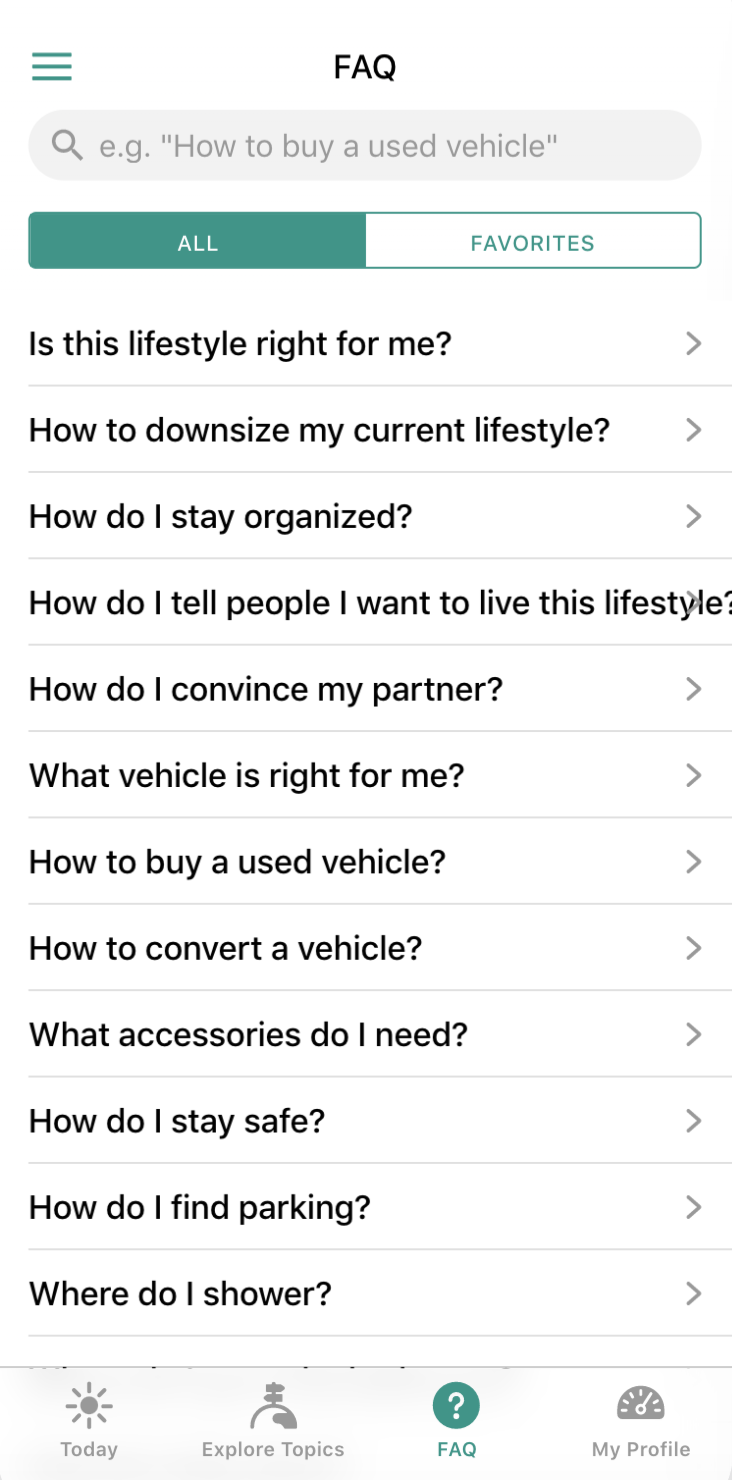 FAQ
e.g. "How to buy a used vehicle"
ALL
FAVORITES
Is this lifestyle right for me?
How to downsize my current lifestyle?
How do I stay organized?
How do I tell people I want to live this lifestyle?
How do I convince my partner?
What vehicle is right for me?
How to buy a used vehicle?
How to convert a vehicle?
What accessories do I need?
How do I stay safe?
How do I find parking?
Where do I shower?
?
Today
Explore Topics
FAQ
My Profile